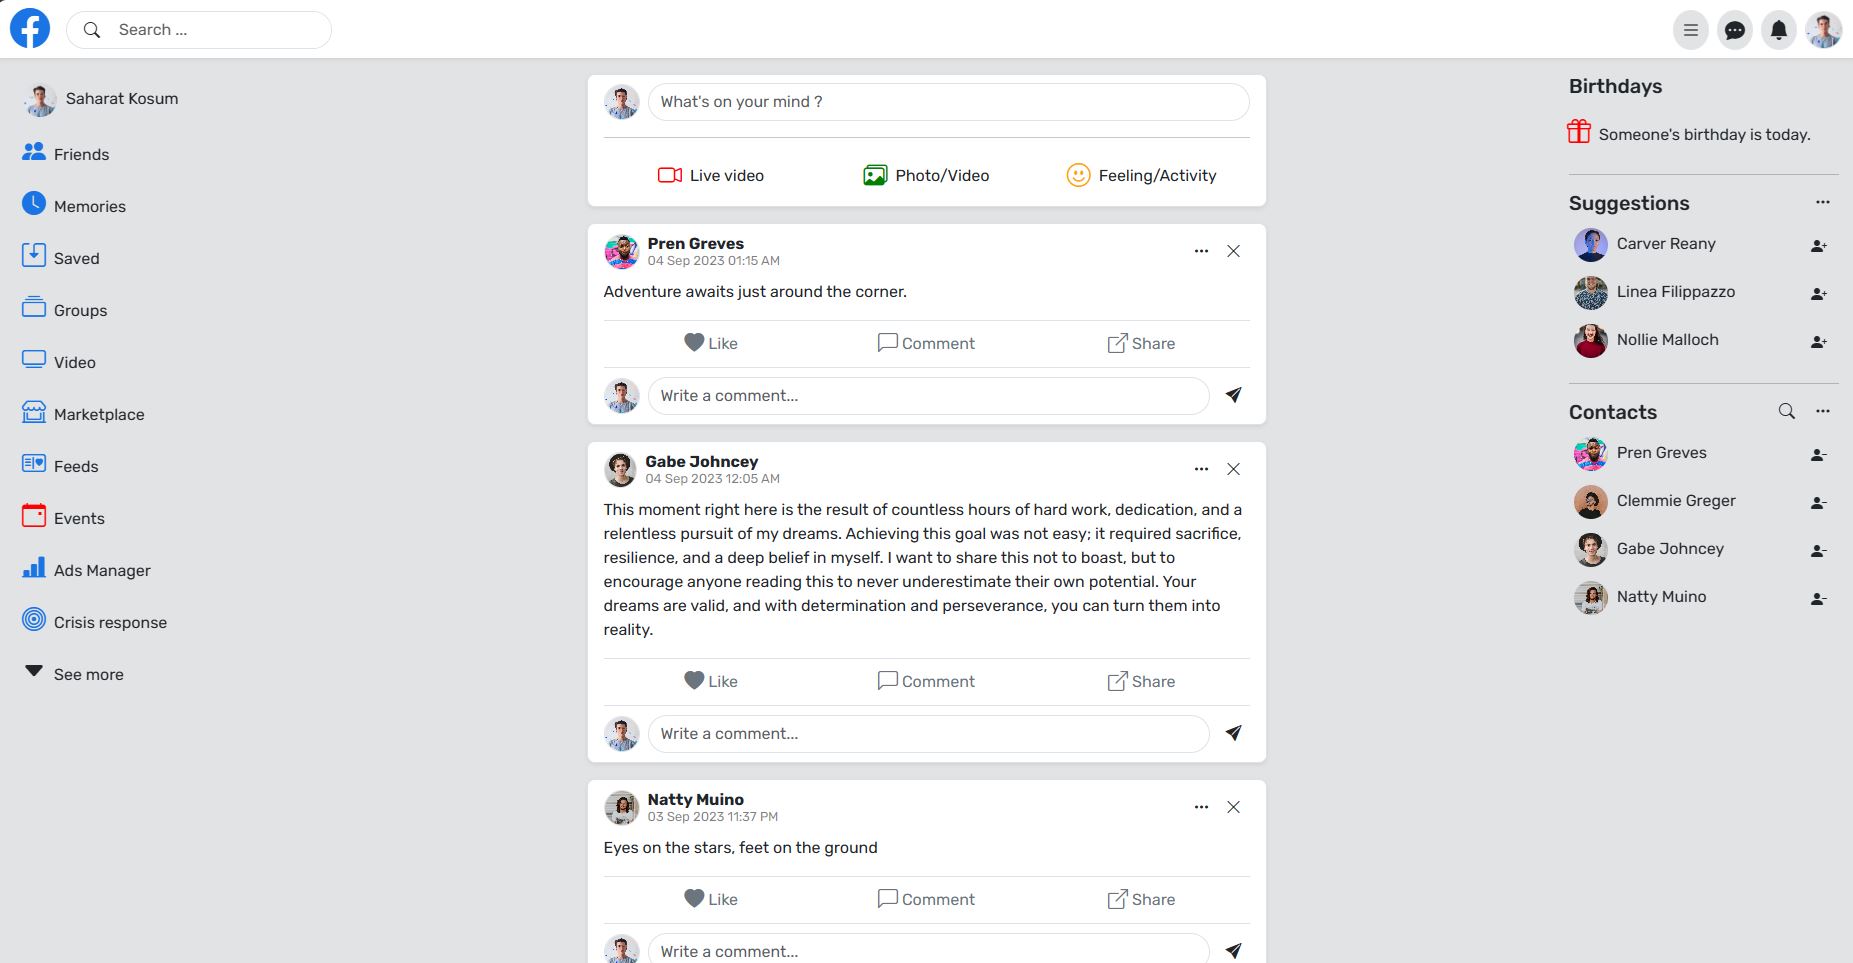 Search ...
Saharat Kosum
Friends
Memories
Saved
Groups
Video
Marketplace
Feeds
Events
Ads Manager
Crisis response
See more
What's on your mind ?
Live video
Photo/Video
Feeling/Activity
Pren Greves
04 Sep 2023 01:15 AM
Adventure awaits just around the corner.
Like
Comment
Share
Write a comment...
Gabe Johncey
04 Sep 2023 12:05 AM
This moment right here is the result of countless hours of hard work, dedication, and a
relentless pursuit of my dreams. Achieving this goal was not easy; it required sacrifice,
resilience, and a deep belief in myself. I want to share this not to boast, but to
encourage anyone reading this to never underestimate their own potential. Your
dreams are valid, and with determination and perseverance, you can turn them into
reality.
Like
Comment
Share
Write a comment...
Natty Muino
03 Sep 2023 11:37 PM
Eyes on the stars, feet on the ground
Like
Comment
Share
Write a comment...
Birthdays
Someone's birthday is today.
Suggestions
Carver Reany
Linea Filippazzo
Nollie Malloch
Contacts
Pren Greves
Clemmie Greger
Gabe Johncey
Natty Muino